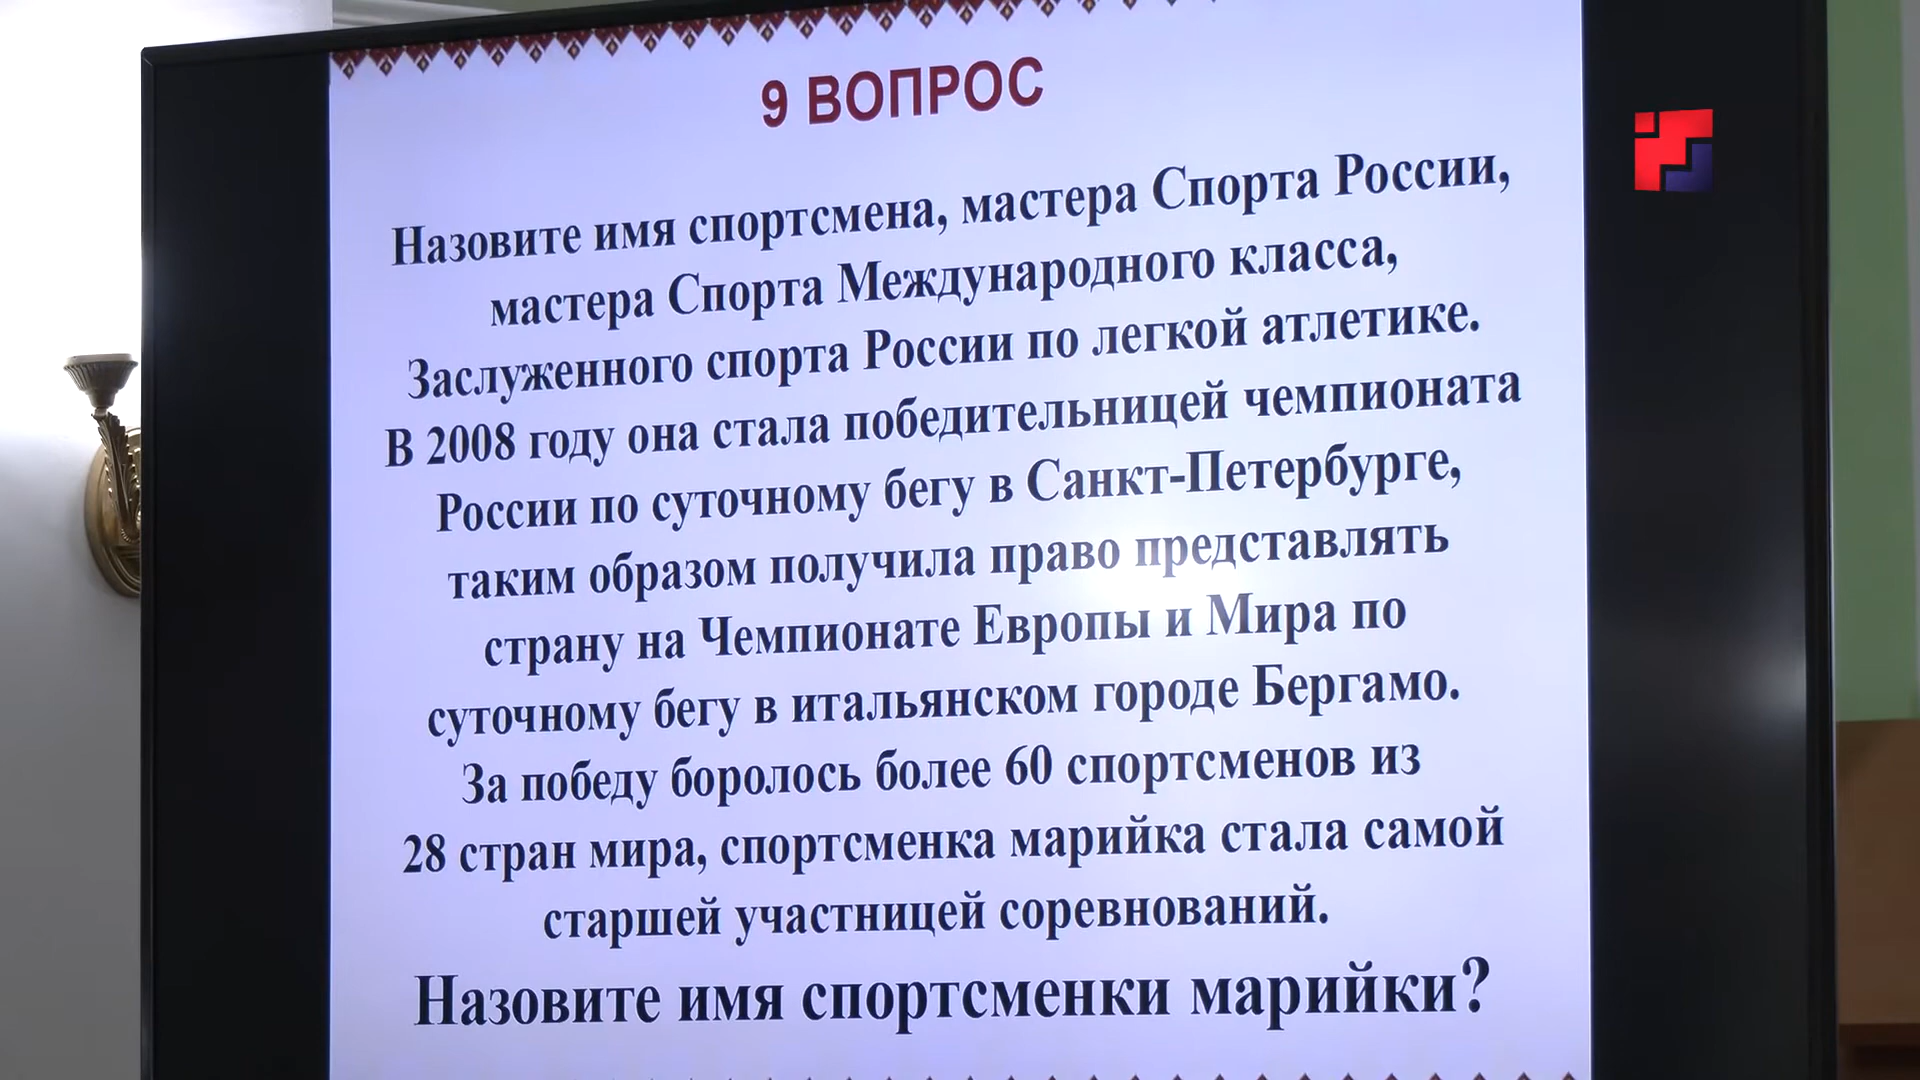 9 ВОПРОС
Назовите имя спортсмена, мастера Спорта России,
мастера Спорта Международного класса,
Заслуженного спорта России по легкой атлетике.
В 2008 году она стала победительницей чемпионата
России по суточному бегу в Санкт-Петербурге,
таким образом получила право представлять
страну на Чемпионате Европы и Мира по
суточному бегу в итальянском городе Бергамо.
За победу боролось более 60 спортсменов из
28 стран мира, спортсменка марийка стала самой
старшей участницей соревнований.
Назовите имя спортсменки марийки?